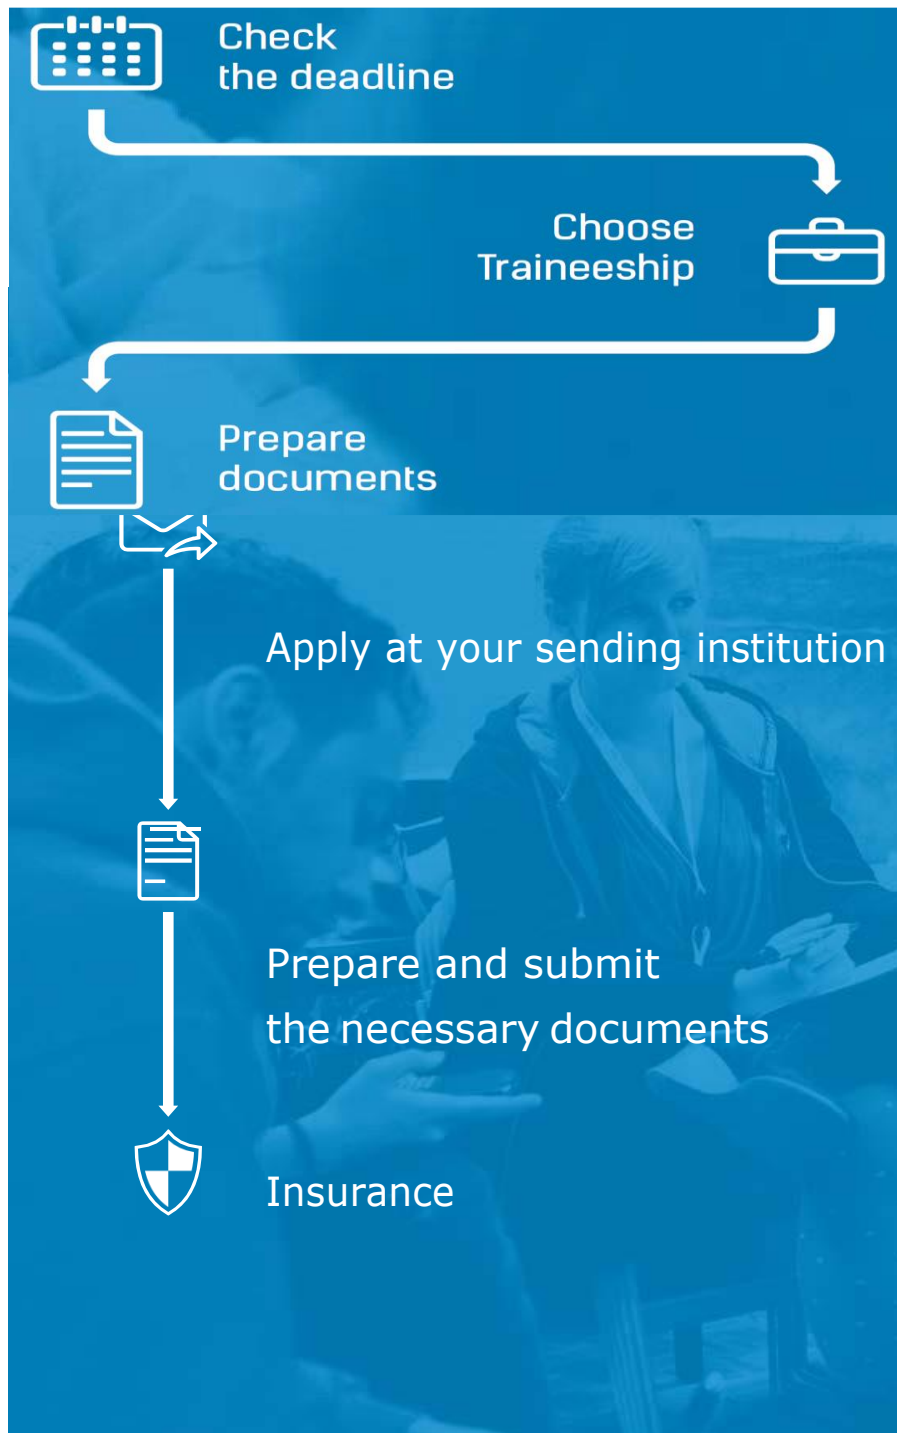 Check
the deadline
Choose
Traineeship
Prepare
documents
Apply at your sending institution
Prepare and submit
the necessary documents
Insurance